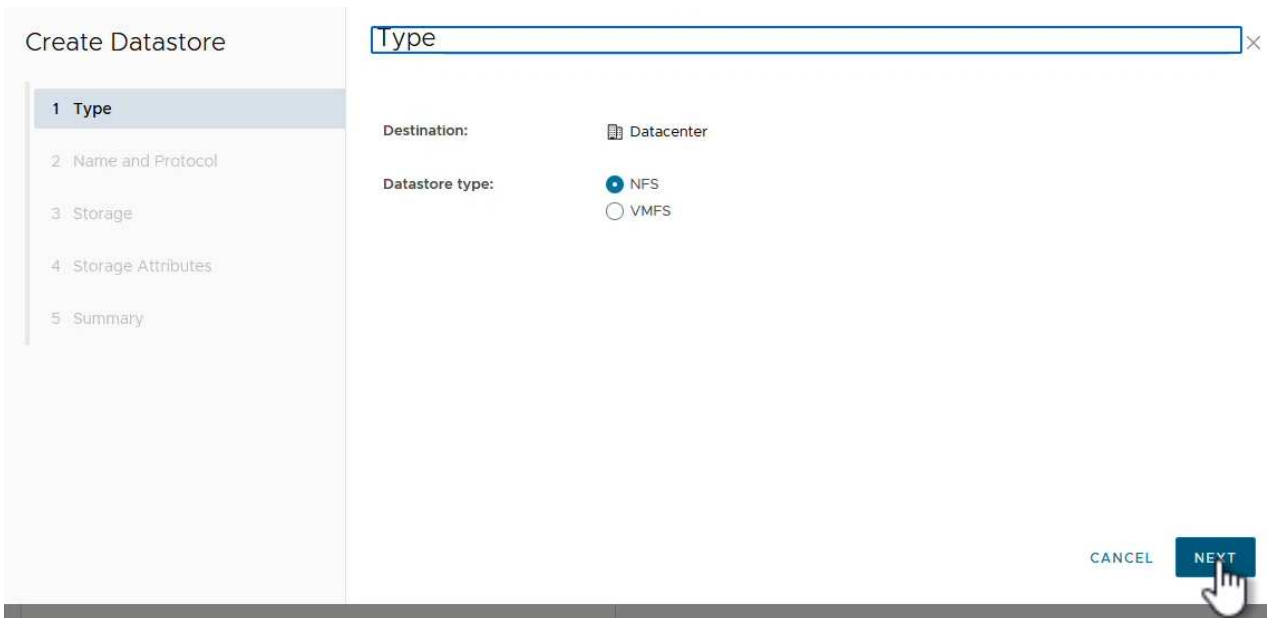 Create Datastore
1 Type
2 Name and Protocol
3 Storage
4 Storage Attributes
5 Summary
Type
Destination: Datacenter
Datastore type: NFS
VMFS
CANCEL NEXT